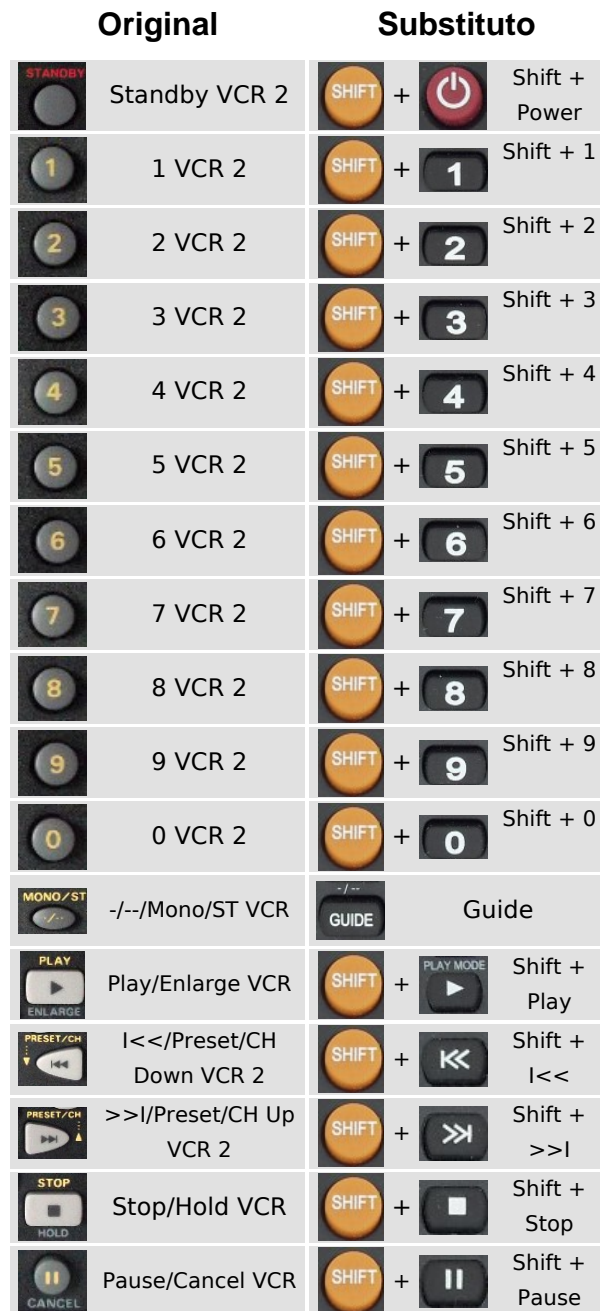 Original Substituto
STANDBY Standby VCR 2 SHIFT + Shift +
Power
1 1 VCR 2 SHIFT + 1 Shift + 1
2 2 VCR 2 SHIFT + 2 Shift + 2
3 3 VCR 2 SHIFT + 3 Shift + 3
4 4 VCR 2 SHIFT + 4 Shift + 4
5 5 VCR 2 SHIFT + 5 Shift + 5
6 6 VCR 2 SHIFT + 6 Shift + 6
7 7 VCR 2 SHIFT + 7 Shift + 7
8 8 VCR 2 SHIFT + 8 Shift + 8
9 9 VCR 2 SHIFT + 9 Shift + 9
0 0 VCR 2 SHIFT + 0 Shift + 0
MONO/ST
-/-- -/--/Mono/ST VCR -/-- GUIDE Guide
PLAY
ENLARGE Play/Enlarge VCR SHIFT + PLAY MODE Shift +
Play
PRESET/CH I<</Preset/CH
Down VCR 2 SHIFT + Shift +
I<<
PRESET/CH >>I/Preset/CH Up
VCR 2 SHIFT + Shift +
>>I
STOP
HOLD Stop/Hold VCR SHIFT + Shift +
Stop
CANCEL Pause/Cancel VCR SHIFT + Shift +
Pause